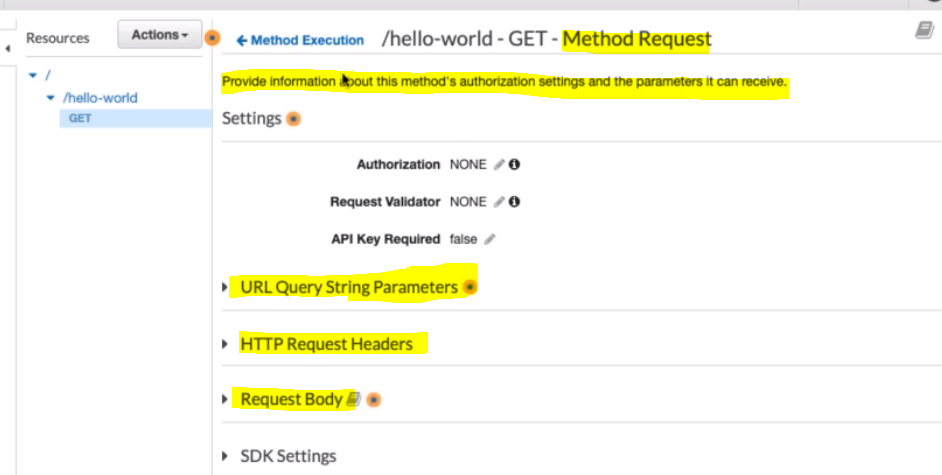 Resources
Actions
Method Execution /hello-world - GET - Method Request
/
/hello-world
GET
Provide information about this method's authorization settings and the parameters it can receive.
Settings
Authorization NONE
Request Validator NONE
API Key Required false
URL Query String Parameters
HTTP Request Headers
Request Body
SDK Settings